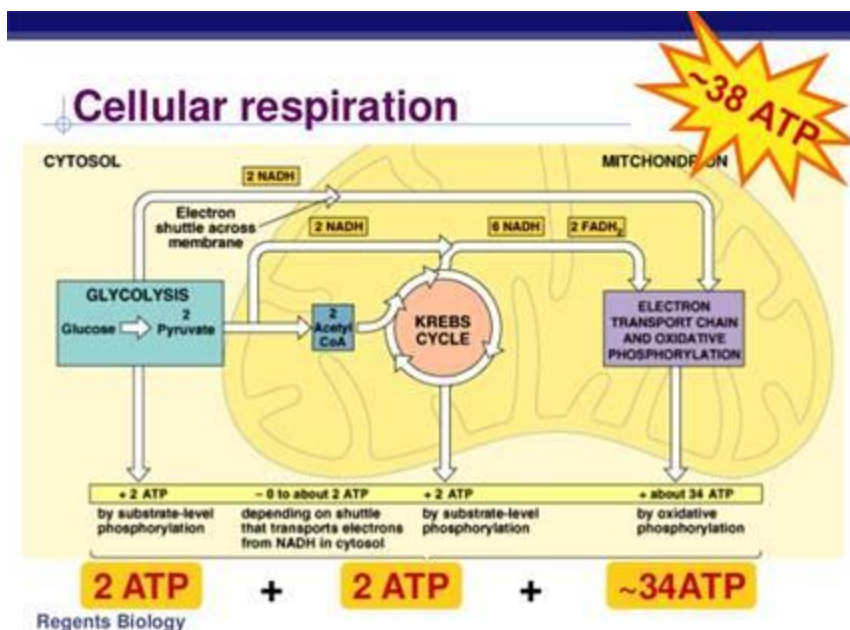 ~38 ATP
Cellular respiration
CYTOSOL
MITCHONDRION
2 NADH
Electron
shuttle across
membrane
2 NADH
6 NADH
2 FADH₂
GLYCOLYSIS
2
Glucose
Pyruvate
2
Acetyl
CoA
KREBS
CYCLE
ELECTRON
TRANSPORT CHAIN
AND OXIDATIVE
PHOSPHORYLATION
+ 2 ATP
by substrate-level
phosphorylation
– 0 to about 2 ATP
depending on shuttle
that transports electrons
from NADH in cytosol
+ 2 ATP
by substrate-level
phosphorylation
+ about 34 ATP
by oxidative
phosphorylation
2 ATP + 2 ATP + ~34ATP
Regents Biology